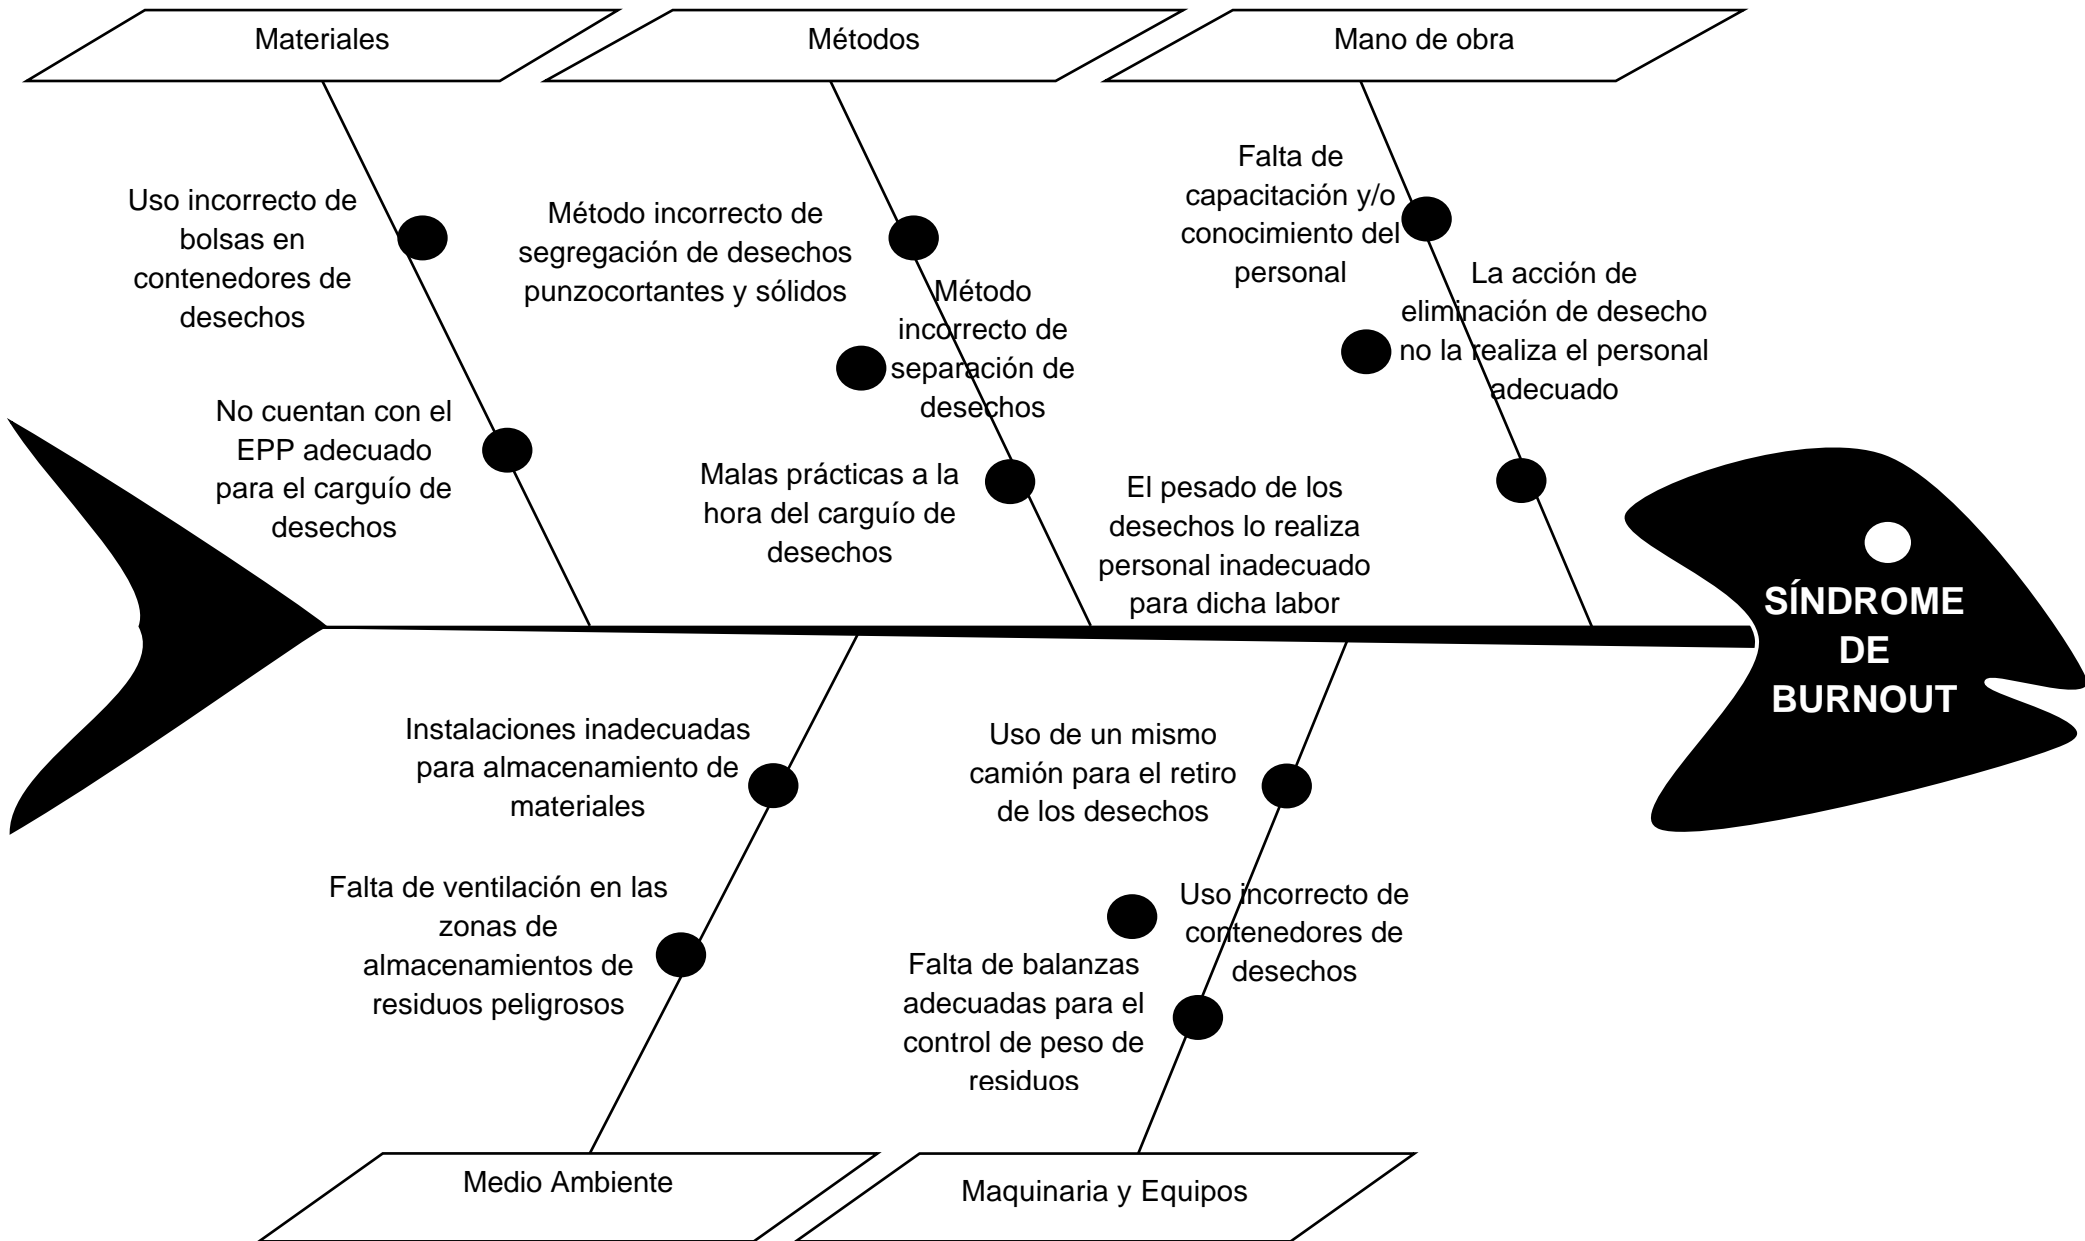 Materiales
Métodos
Mano de obra
Uso incorrecto de
bolsas en
contenedores de
desechos
No cuentan con el
EPP adecuado
para el carguío de
desechos
Método incorrecto de
segregación de desechos
punzocortantes y sólidos
Método
incorrecto de
separación de
desechos
Malas prácticas a la
hora del carguío de
desechos
Falta de
capacitación y/o
conocimiento del
personal
La acción de
eliminación de desecho
no la realiza el personal
adecuado
El pesado de los
desechos lo realiza
personal inadecuado
para dicha labor
SÍNDROME
DE
BURNOUT
Instalaciones inadecuadas
para almacenamiento de
materiales
Falta de ventilación en las
zonas de
almacenamientos de
residuos peligrosos
Uso de un mismo
camión para el retiro
de los desechos
Uso incorrecto de
contenedores de
desechos
Falta de balanzas
adecuadas para el
control de peso de
residuos
Medio Ambiente
Maquinaria y Equipos